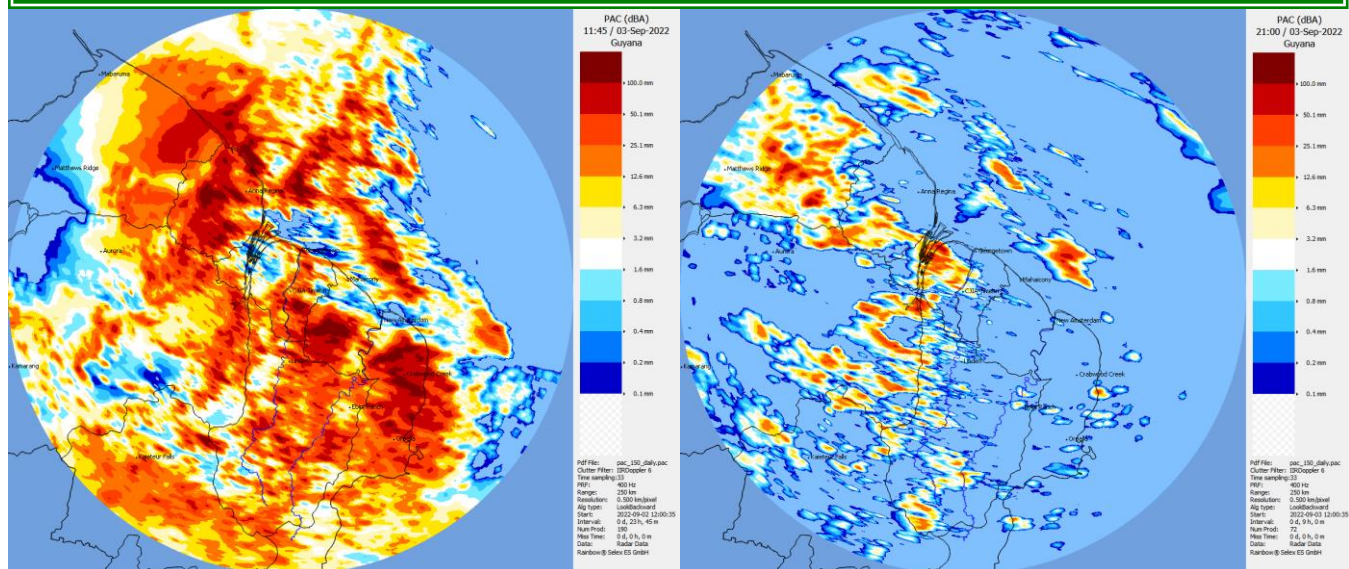 PAC (dBA)
11:45 / 03-Sep-2022
Guyana
100.0 mm
50.1 mm
25.1 mm
12.6 mm
6.3 mm
3.2 mm
1.6 mm
0.8 mm
0.4 mm
0.2 mm
0.1 mm
Pdf File: pac_150_daily.pac
Clutter Filter: IIRDoppler 6
Time sampling:33
PRF: 400 Hz
Range: 250 km
Resolution: 0.500 km/pixel
Alg type: LookBackward
Start: 2022-09-02 12:00:35
Interval: 0 d, 23 h, 45 m
Num Prod: 190
Miss Time: 0 d, 0 h, 0 m
Data: Radar Data
Rainbow® Selex ES GmbH
Mabaruma
Matthews Ridge
Anna Regina
Aurora
Mahaicony
Kamarang
Crabwood Creek
Orealla
Kaieteur Falls
PAC (dBA)
21:00 / 03-Sep-2022
Guyana
100.0 mm
50.1 mm
25.1 mm
12.6 mm
6.3 mm
3.2 mm
1.6 mm
0.8 mm
0.4 mm
0.2 mm
0.1 mm
Pdf File: pac_150_daily.pac
Clutter Filter: IIRDoppler 6
Time sampling:33
PRF: 400 Hz
Range: 250 km
Resolution: 0.500 km/pixel
Alg type: LookBackward
Start: 2022-09-03 12:00:35
Interval: 0 d, 9 h, 0 m
Num Prod: 72
Miss Time: 0 d, 0 h, 0 m
Data: Radar Data
Rainbow® Selex ES GmbH
Mabaruma
Matthews Ridge
Anna Regina
Aurora
Georgetown
Mahaicony
New Amsterdam
Kamarang
Crabwood Creek
Kaieteur Falls